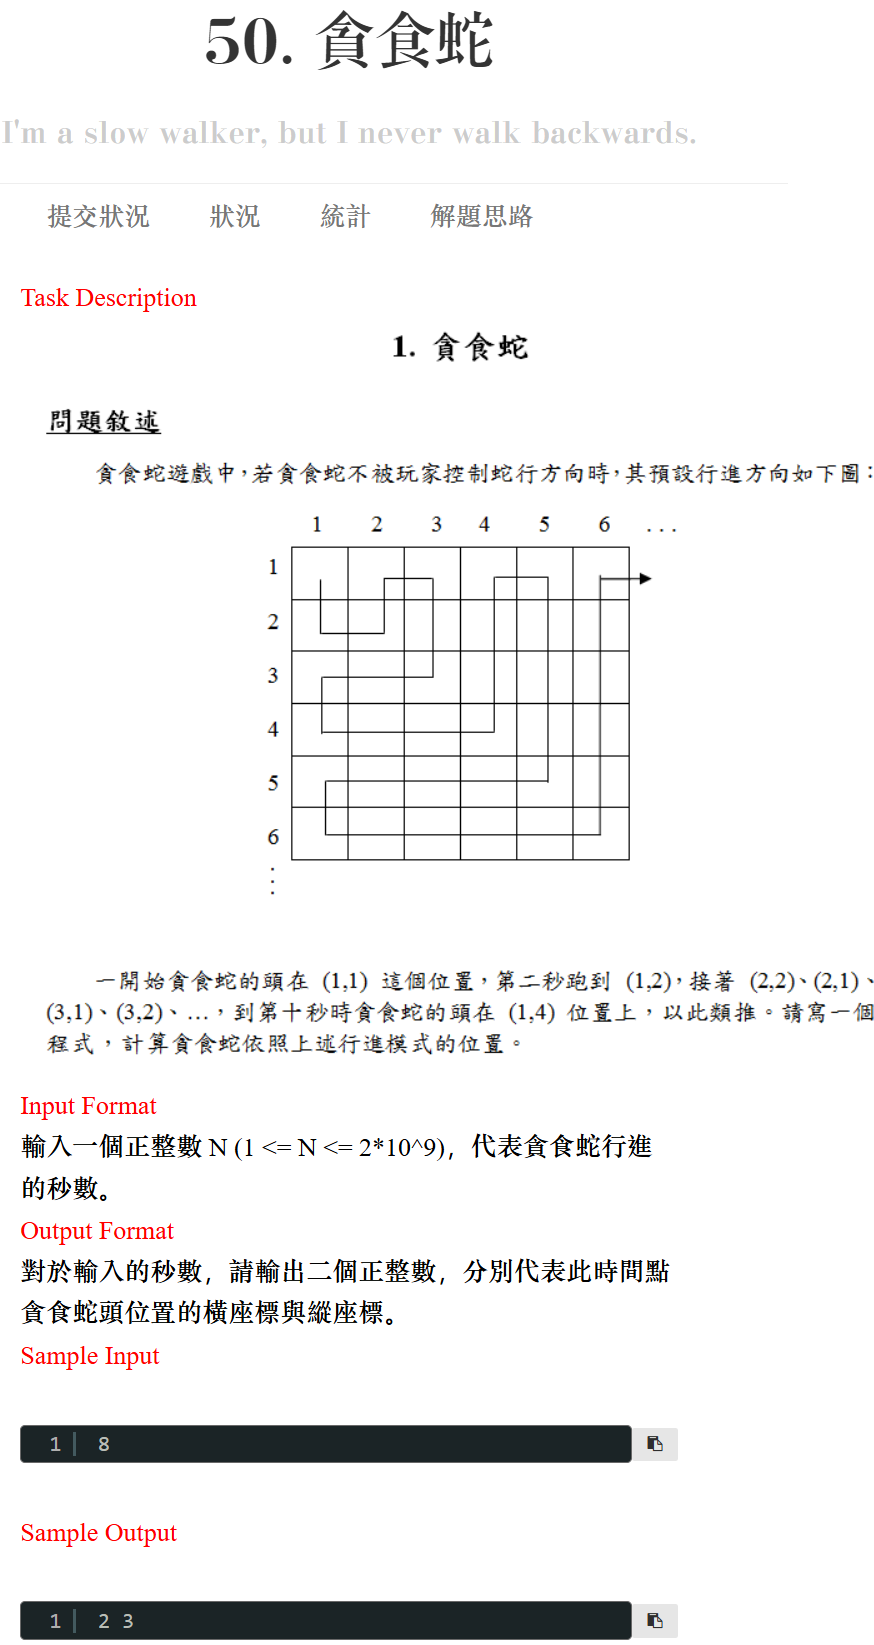 50. 貪食蛇
I'm a slow walker, but I never walk backwards.
提交狀況 狀況 統計 解題思路
Task Description
1. 貪食蛇
問題敘述
貪食蛇遊戲中，若貪食蛇不被玩家控制蛇行方向時，其預設行進方向如下圖：
1 2 3 4 5 6 ...
1
2
3
4
5
6
⋮
一開始貪食蛇的頭在 (1,1) 這個位置，第二秒跑到 (1,2)，接著 (2,2)、(2,1)、
(3,1)、(3,2)、…，到第十秒時貪食蛇的頭在 (1,4) 位置上，以此類推。請寫一個
程式，計算貪食蛇依照上述行進模式的位置。
Input Format
輸入一個正整數 N (1 <= N <= 2*10^9)，代表貪食蛇行進
的秒數。
Output Format
對於輸入的秒數，請輸出二個正整數，分別代表此時間點
貪食蛇頭位置的橫座標與縱座標。
Sample Input
1 8
Sample Output
1 2 3